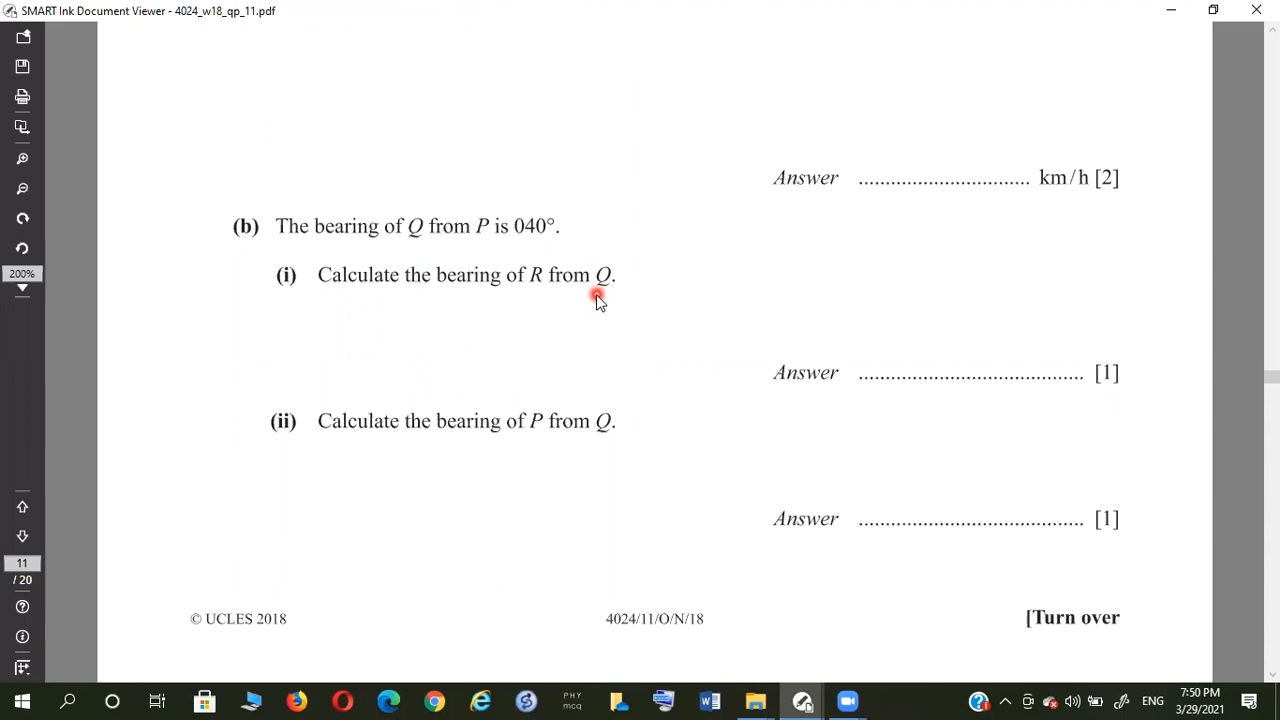 SMART Ink Document Viewer - 4024_w18_qp_11.pdf
Answer ................................ km/h [2]
(b) The bearing of Q from P is 040°.
(i) Calculate the bearing of R from Q.
Answer .......................................... [1]
(ii) Calculate the bearing of P from Q.
Answer .......................................... [1]
© UCLES 2018 4024/11/O/N/18 [Turn over
200%
11
/ 20
PHY
mcq
ENG
7:50 PM
3/29/2021